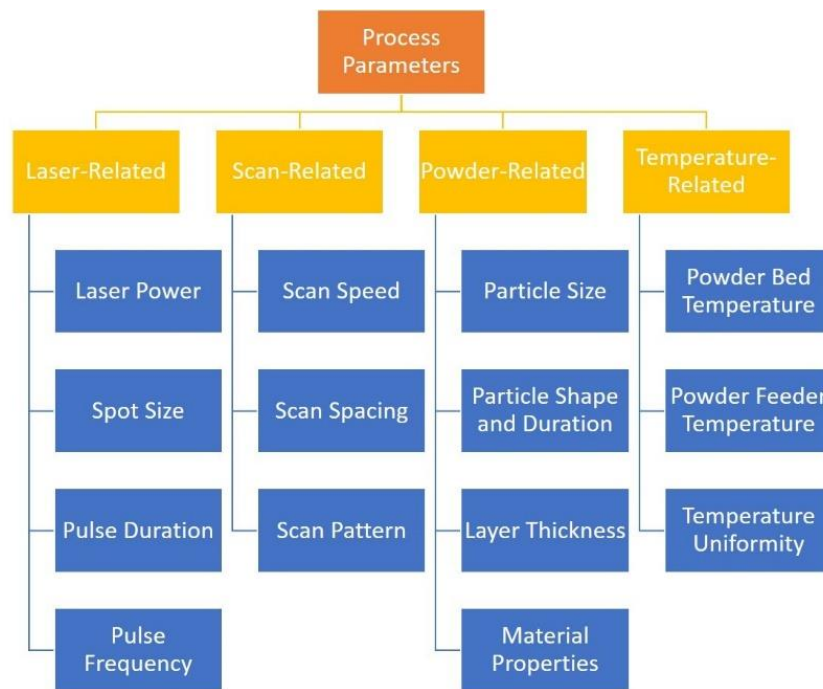 Process
Parameters
Laser-Related
Scan-Related
Powder-Related
Temperature-
Related
Laser Power
Scan Speed
Particle Size
Powder Bed
Temperature
Spot Size
Scan Spacing
Particle Shape
and Duration
Powder Feeder
Temperature
Pulse Duration
Scan Pattern
Layer Thickness
Temperature
Uniformity
Pulse
Frequency
Material
Properties